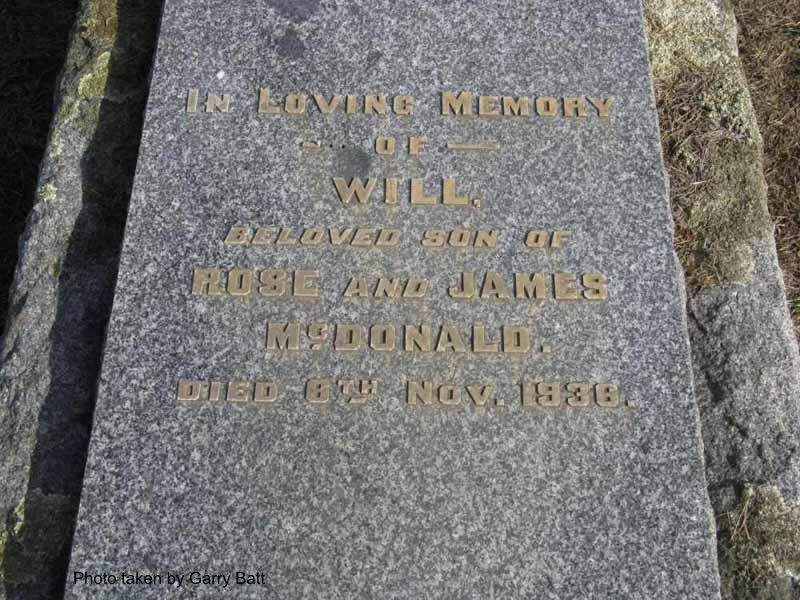 In Loving Memory
OF
WILL.
BELOVED SON OF
ROSE AND JAMES
McDONALD.
DIED 6TH Nov. 1936.
Photo taken by Garry Batt